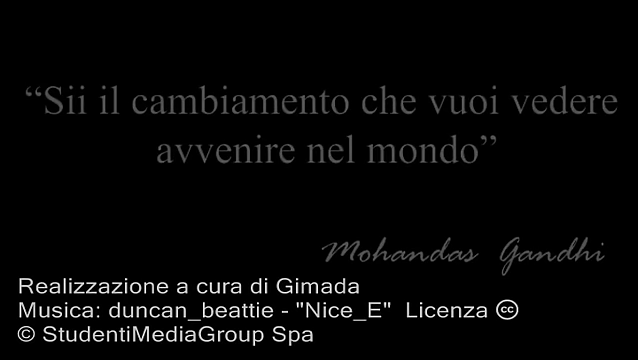 “Sii il cambiamento che vuoi vedere
avvenire nel mondo”
Mohandas Gandhi
Realizzazione a cura di Gimada
Musica: duncan_beattie - "Nice_E" Licenza 🅭
© StudentiMediaGroup Spa